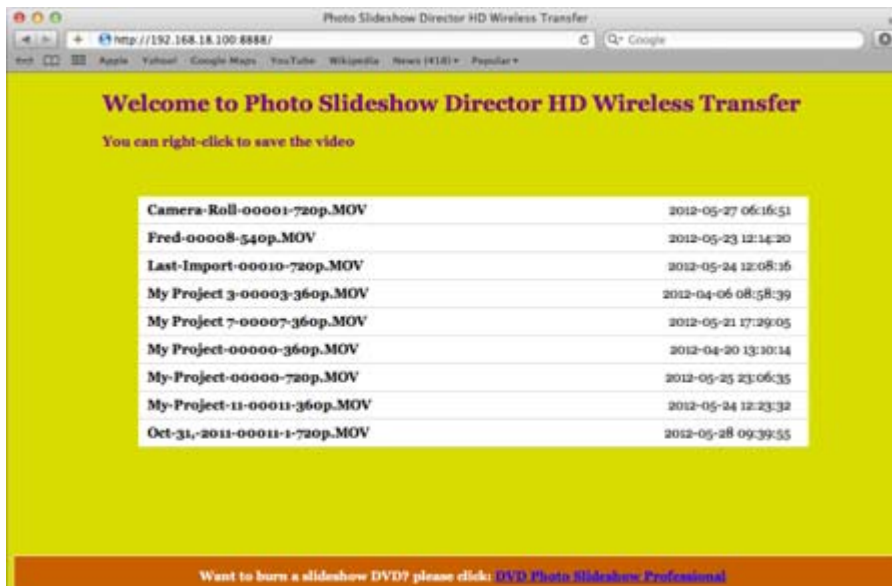 Photo Slideshow Director HD Wireless Transfer
http://192.168.18.100:8888/
Google
Apple Yahoo! Google Maps YouTube Wikipedia News (418) Popular
Welcome to Photo Slideshow Director HD Wireless Transfer
You can right-click to save the video
Camera-Roll-00001-720p.MOV 2012-05-27 06:16:51
Fred-00008-540p.MOV 2012-05-23 12:14:20
Last-Import-00010-720p.MOV 2012-05-24 12:08:16
My Project 3-00003-360p.MOV 2012-04-06 08:58:39
My Project 7-00007-360p.MOV 2012-05-21 17:29:05
My Project-00000-360p.MOV 2012-04-20 13:10:14
My-Project-00000-720p.MOV 2012-05-25 23:06:35
My-Project-11-00011-360p.MOV 2012-05-24 12:23:32
Oct-31,-2011-00011-1-720p.MOV 2012-05-28 09:39:55
Want to burn a slideshow DVD? please click: DVD Photo Slideshow Professional